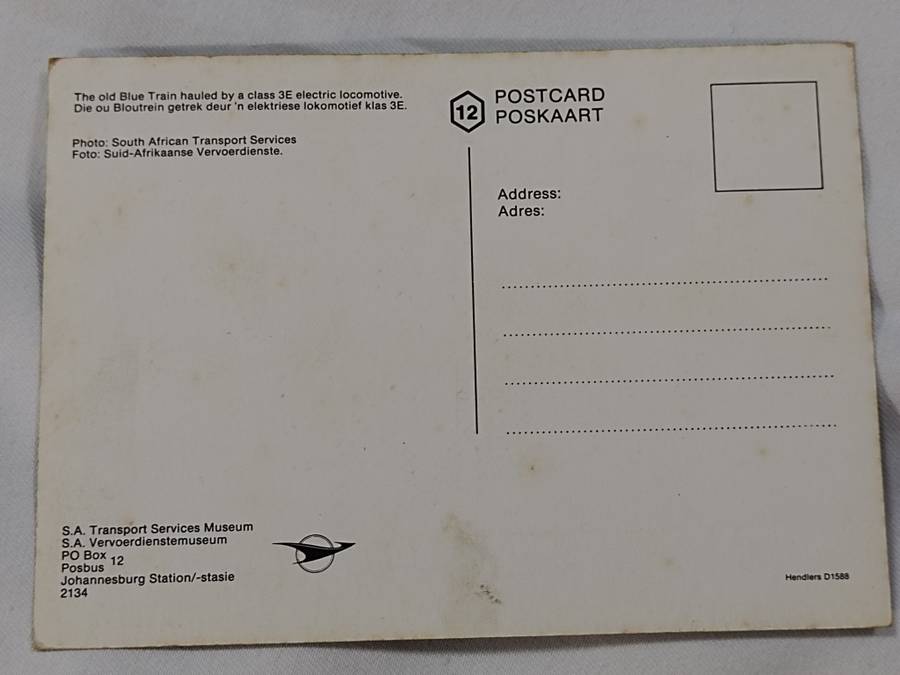 The old Blue Train hauled by a class 3E electric locomotive.
Die ou Bloutrein getrek deur 'n elektriese lokomotief klas 3E.
Photo: South African Transport Services
Foto: Suid-Afrikaanse Vervoerdienste.
12
POSTCARD
POSKAART
Address:
Adres:
S.A. Transport Services Museum
S.A. Vervoerdienstemuseum
PO Box
Posbus 12
Johannesburg Station/-stasie
2134
Hendlers D1588